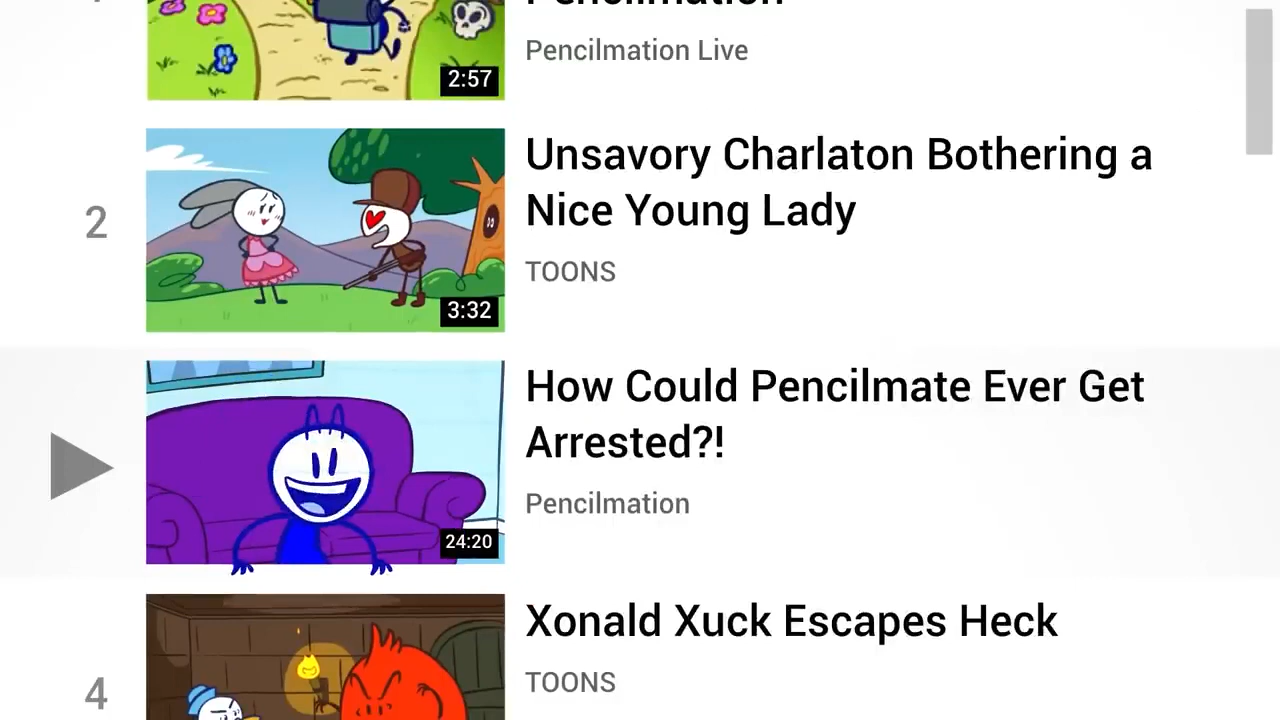 Pencilmation
Pencilmation Live
2:57
2
Unsavory Charlaton Bothering a
Nice Young Lady
TOONS
3:32
How Could Pencilmate Ever Get
Arrested?!
Pencilmation
24:20
4
Xonald Xuck Escapes Heck
TOONS